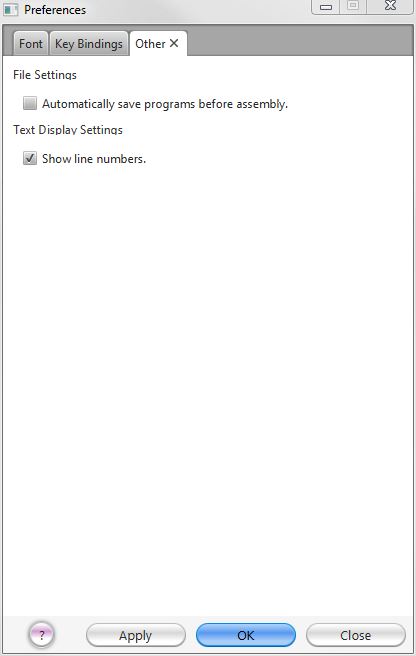 Preferences
Font Key Bindings Other
File Settings
Automatically save programs before assembly.
Text Display Settings
Show line numbers.
? Apply OK Close